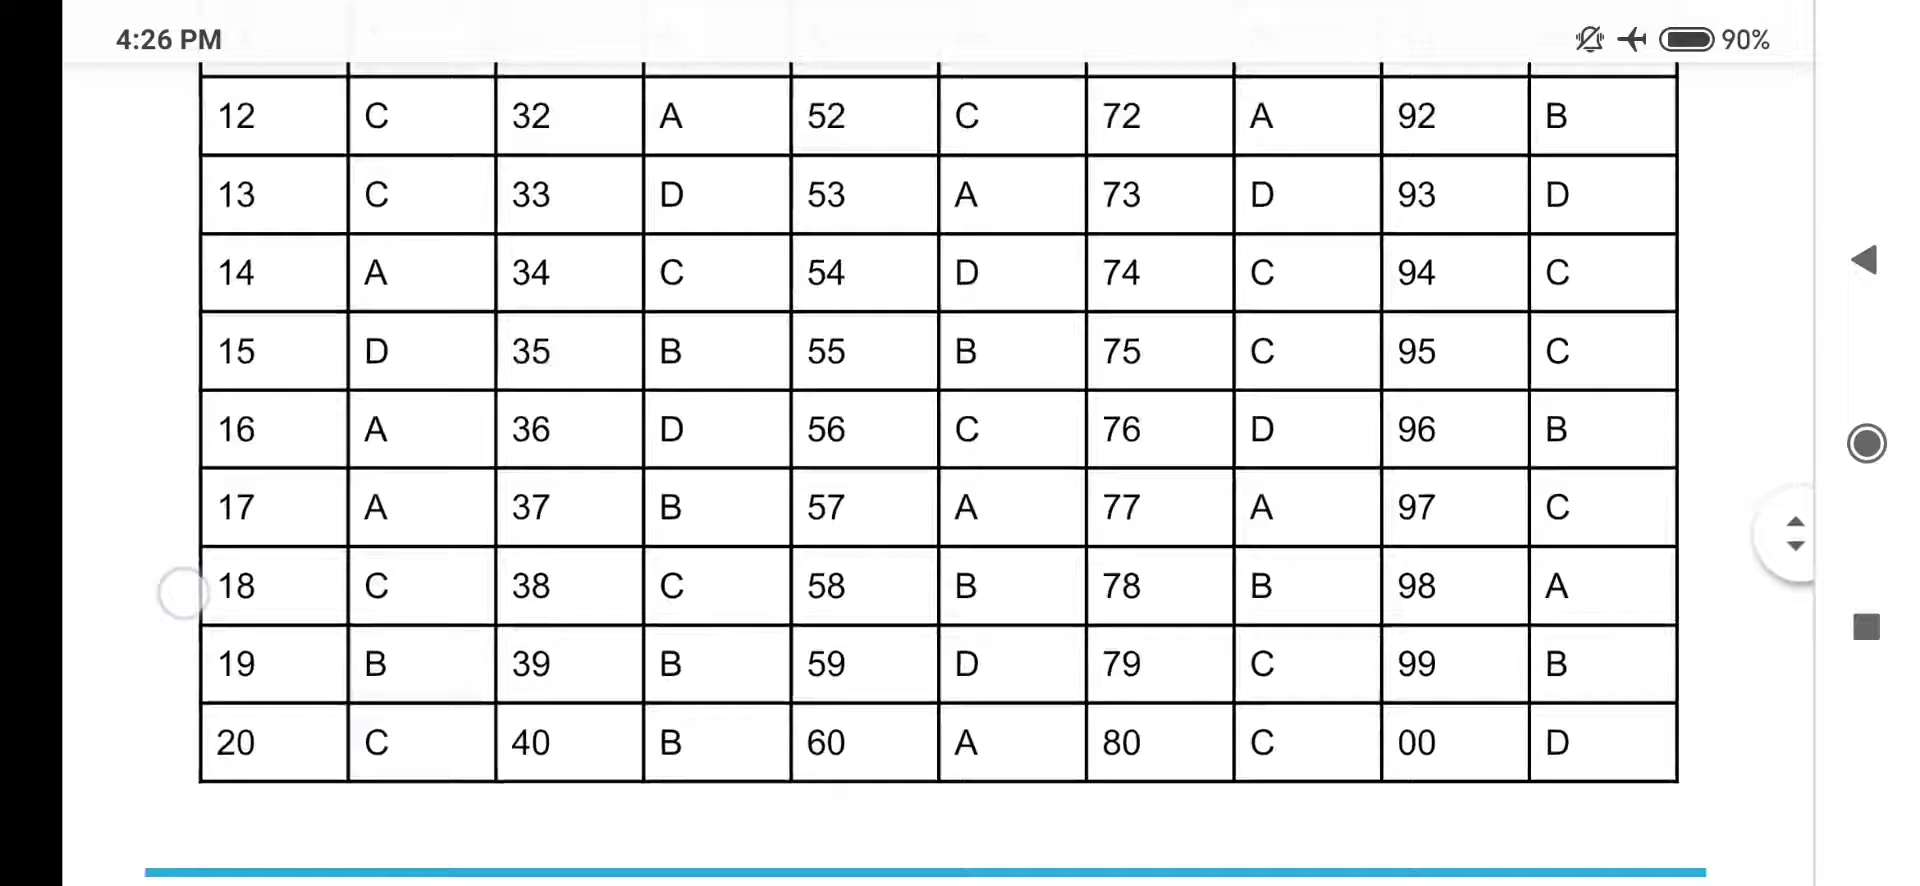 4:26 PM 90%
12 C 32 A 52 C 72 A 92 B
13 C 33 D 53 A 73 D 93 D
14 A 34 C 54 D 74 C 94 C
15 D 35 B 55 B 75 C 95 C
16 A 36 D 56 C 76 D 96 B
17 A 37 B 57 A 77 A 97 C
18 C 38 C 58 B 78 B 98 A
19 B 39 B 59 D 79 C 99 B
20 C 40 B 60 A 80 C 00 D